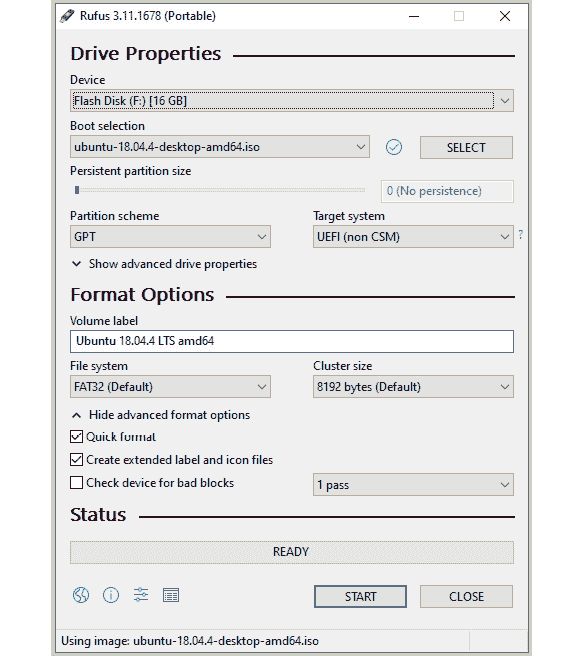 Rufus 3.11.1678 (Portable)
Drive Properties
Device
Flash Disk (F:) [16 GB]
Boot selection
ubuntu-18.04.4-desktop-amd64.iso
SELECT
Persistent partition size
0 (No persistence)
Partition scheme
Target system
GPT
UEFI (non CSM)
?
Show advanced drive properties
Format Options
Volume label
Ubuntu 18.04.4 LTS amd64
File system
Cluster size
FAT32 (Default)
8192 bytes (Default)
Hide advanced format options
Quick format
Create extended label and icon files
Check device for bad blocks
1 pass
Status
READY
START
CLOSE
Using image: ubuntu-18.04.4-desktop-amd64.iso